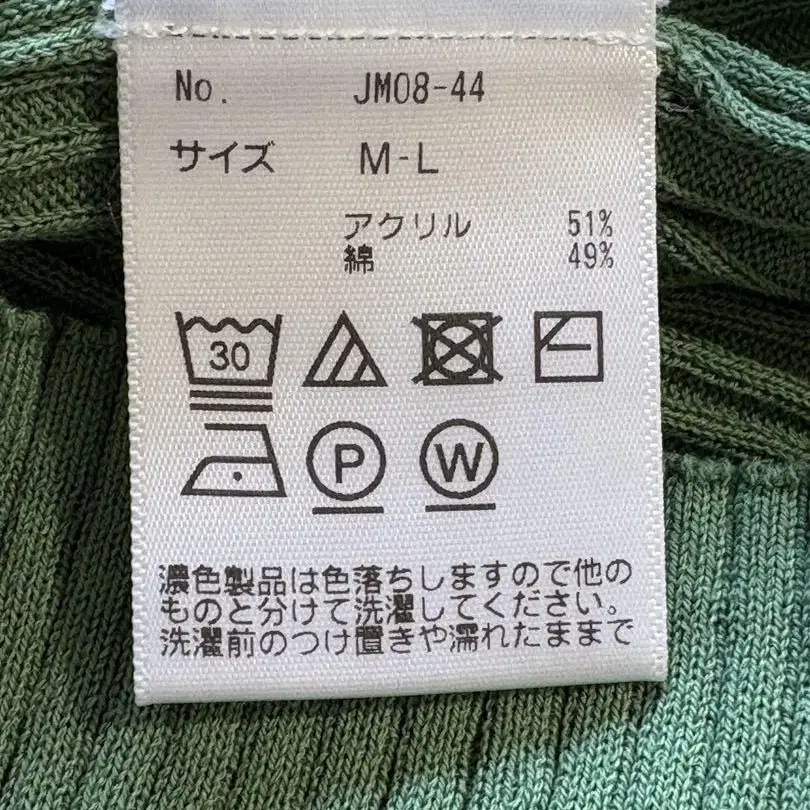 No. JM08-44
サイズ M-L
アクリル 51%
綿 49%
30
P W
濃色製品は色落ちしますので他の
ものと分けて洗濯してください。
洗濯前のつけ置きや濡れたままで